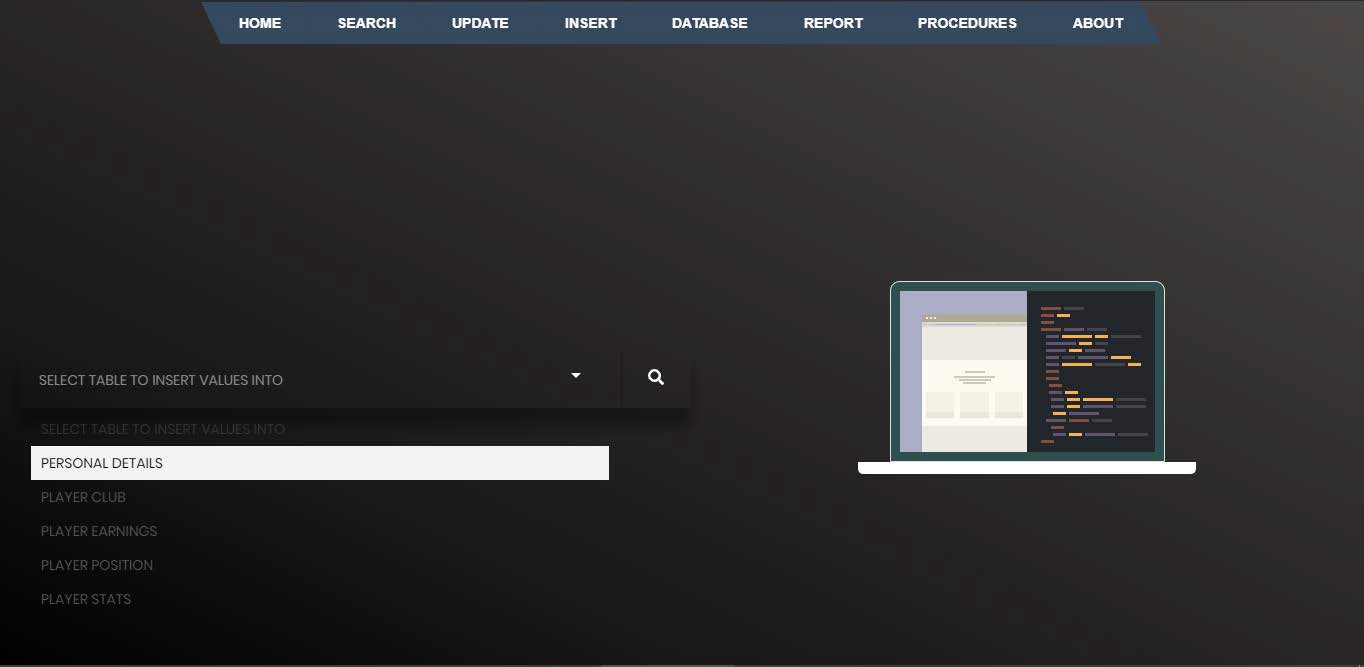 HOME SEARCH UPDATE INSERT DATABASE REPORT PROCEDURES ABOUT
SELECT TABLE TO INSERT VALUES INTO
SELECT TABLE TO INSERT VALUES INTO
PERSONAL DETAILS
PLAYER CLUB
PLAYER EARNINGS
PLAYER POSITION
PLAYER STATS